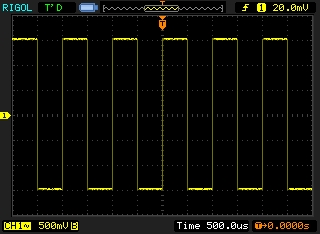 RIGOL T'D T 1 20.0mV
T
1
CH1~ 500mV B Time 500.0us T→0.0000s